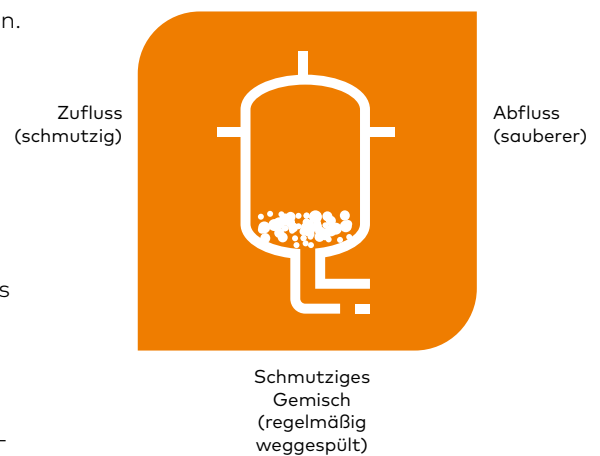 n.
Zufluss
(schmutzig)
Abfluss
(sauberer)
s
Schmutziges
Gemisch
(regelmäßig
weggespült)
–